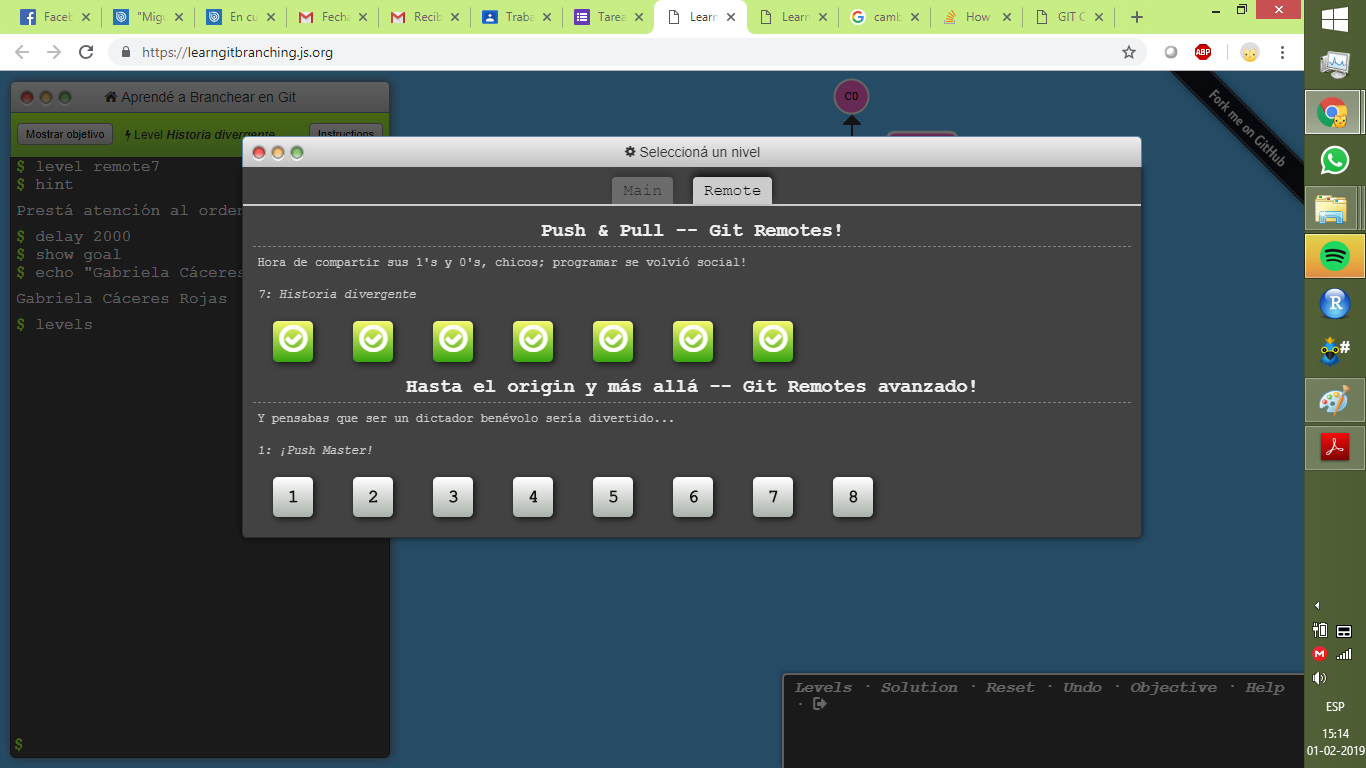 Faceb
"Migu
En cu
Fecha
Recib
Traba
Tarea
Learn
Learn
camb
How
GIT C
https://learngitbranching.js.org
ABP
Aprendé a Branchear en Git
Mostrar objetivo
Level Historia divergente
Instructions
$ level remote7
$ hint
Prestá atención al orden
$ delay 2000
$ show goal
$ echo "Gabriela Cáceres
Gabriela Cáceres Rojas
$ levels
$
C0
Fork me on GitHub
Seleccioná un nivel
Main
Remote
Push & Pull -- Git Remotes!
Hora de compartir sus 1's y 0's, chicos; programar se volvió social!
7: Historia divergente
Hasta el origin y más allá -- Git Remotes avanzado!
Y pensabas que ser un dictador benévolo sería divertido...
1: ¡Push Master!
1 2 3 4 5 6 7 8
Levels · Solution · Reset · Undo · Objective · Help
·
R
#
M
ESP
15:14
01-02-2019